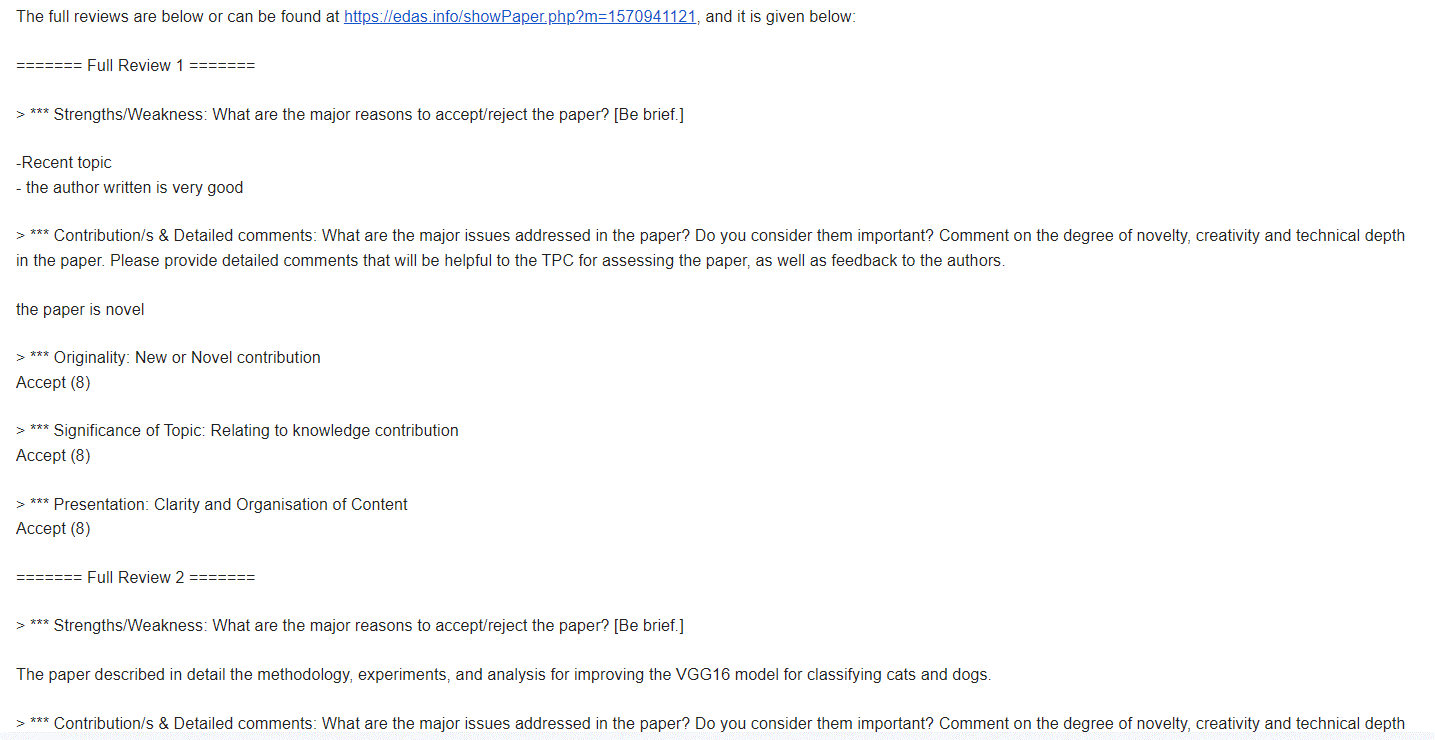 The full reviews are below or can be found at https://edas.info/showPaper.php?m=1570941121, and it is given below:
======= Full Review 1 =======
> *** Strengths/Weakness: What are the major reasons to accept/reject the paper? [Be brief.]
-Recent topic
- the author written is very good
> *** Contribution/s & Detailed comments: What are the major issues addressed in the paper? Do you consider them important? Comment on the degree of novelty, creativity and technical depth
in the paper. Please provide detailed comments that will be helpful to the TPC for assessing the paper, as well as feedback to the authors.
the paper is novel
> *** Originality: New or Novel contribution
Accept (8)
> *** Significance of Topic: Relating to knowledge contribution
Accept (8)
> *** Presentation: Clarity and Organisation of Content
Accept (8)
======= Full Review 2 =======
> *** Strengths/Weakness: What are the major reasons to accept/reject the paper? [Be brief.]
The paper described in detail the methodology, experiments, and analysis for improving the VGG16 model for classifying cats and dogs.
> *** Contribution/s & Detailed comments: What are the major issues addressed in the paper? Do you consider them important? Comment on the degree of novelty, creativity and technical depth